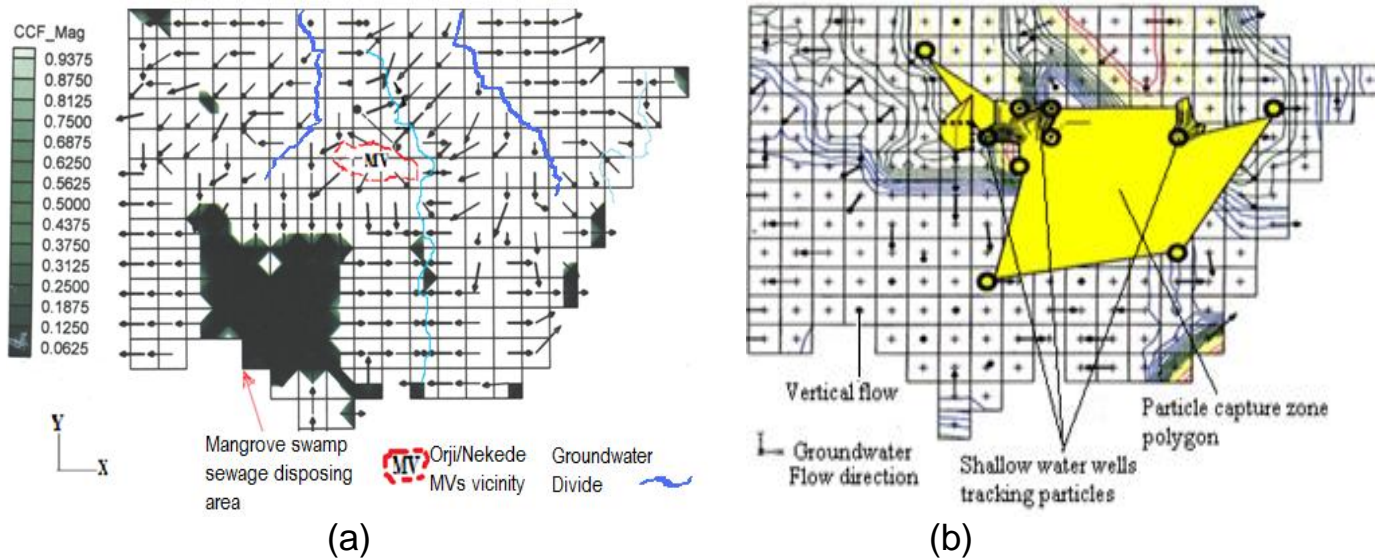 CCF_Mag
0.9375
0.8750
0.8125
0.7500
0.6875
0.6250
0.5625
0.5000
0.4375
0.3750
0.3125
0.2500
0.1875
0.1250
0.0625
MV
Y
X
Mangrove swamp
sewage disposing
area
MV
Orji/Nekede
MVs vicinity
Groundwater
Divide
(a)
Vertical flow
Groundwater
Flow direction
Shallow water wells
tracking particles
Particle capture zone
polygon
(b)